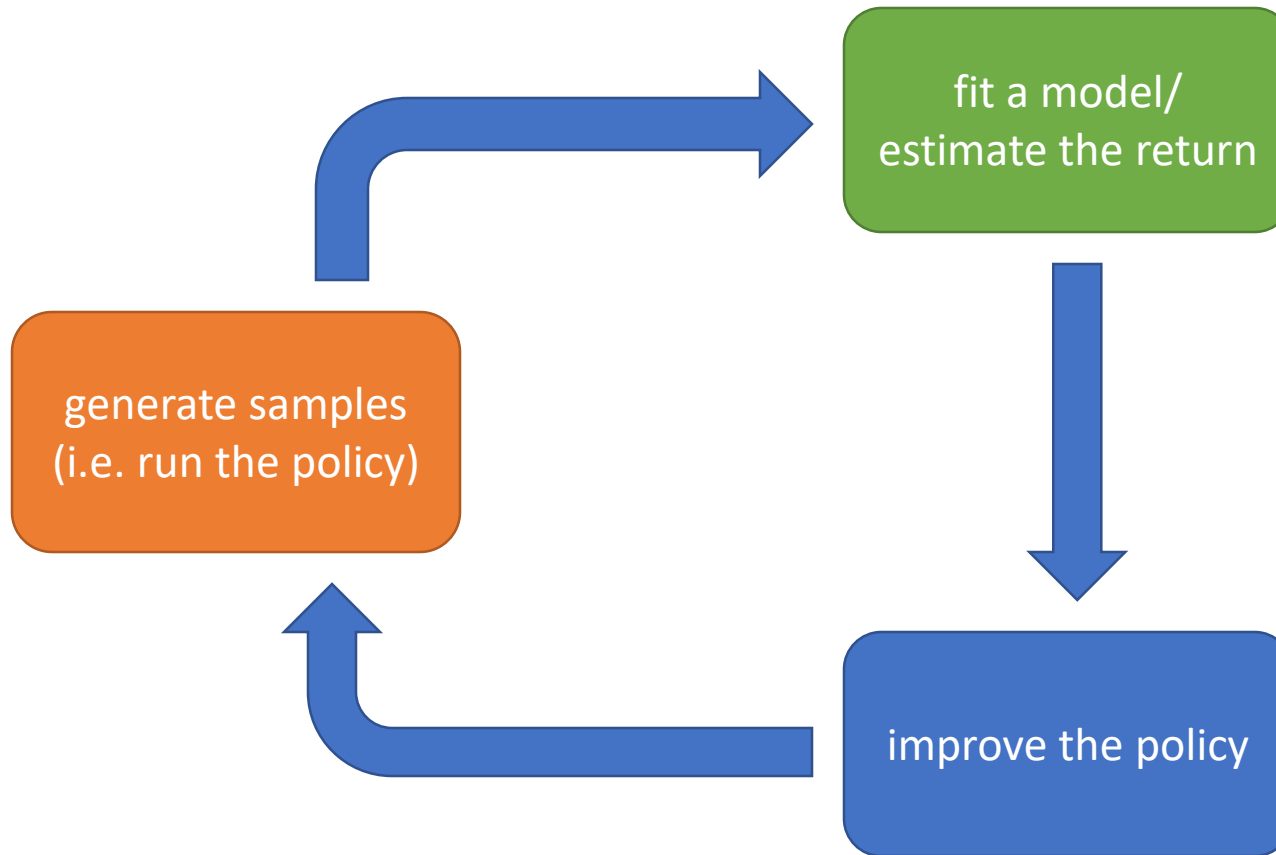 fit a model/
estimate the return
generate samples
(i.e. run the policy)
improve the policy